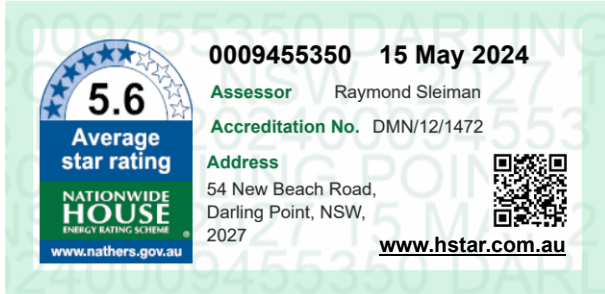 0009455350 15 May 2024
5.6
Average
star rating
NATIONWIDE
HOUSE
ENERGY RATING SCHEME
®
www.nathers.gov.au
Assessor Raymond Sleiman
Accreditation No. DMN/12/1472
Address
54 New Beach Road,
Darling Point, NSW,
2027
www.hstar.com.au